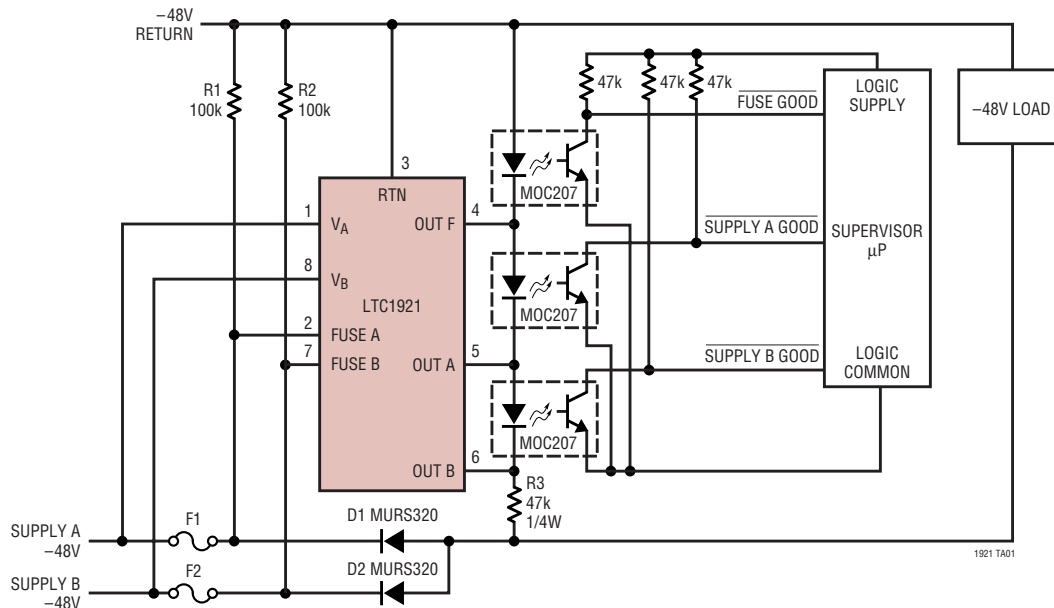 –48V
RETURN
R1
100k
R2
100k
47k
47k
47k
FUSE GOOD
LOGIC
SUPPLY
–48V LOAD
3
RTN
MOC207
1
VA
OUT F
4
SUPPLY A GOOD
SUPERVISOR
μP
8
VB
LTC1921
MOC207
2
FUSE A
7
FUSE B
OUT A
5
SUPPLY B GOOD
LOGIC
COMMON
MOC207
OUT B
6
R3
47k
1/4W
SUPPLY A
–48V
F1
D1 MURS320
1921 TA01
SUPPLY B
–48V
F2
D2 MURS320